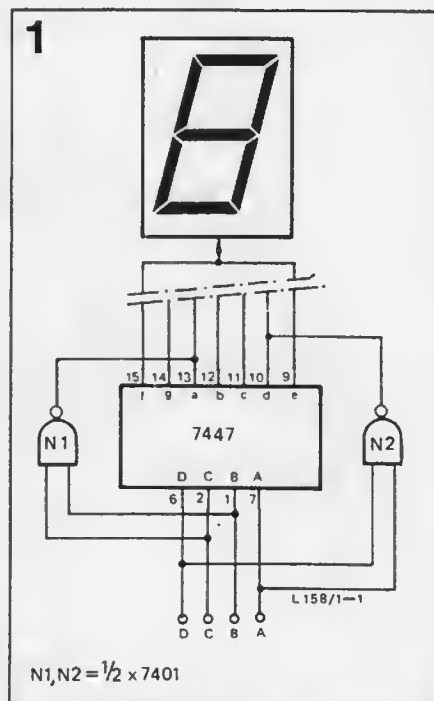 1
15 14 13 12 11 10 9
f g a b c d e
7447
N1
N2
D C B A
6 2 1 7
L 158/1-1
D C B A
N1,N2 = 1/2 x 7401